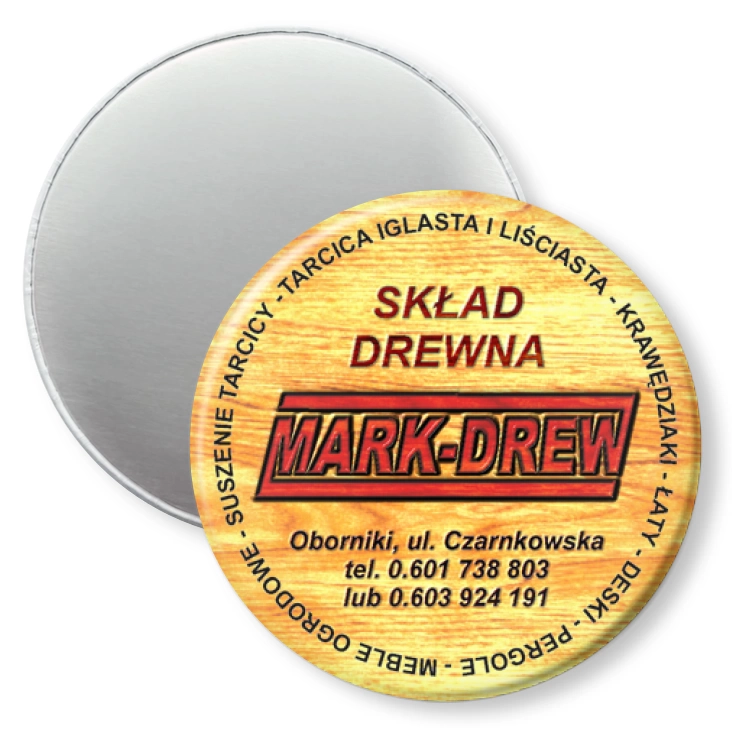 TARCICA IGLASTA I LIŚCIASTA - KRAWĘDZIAKI - ŁATY - DESKI - PERGOLE - MEBLE OGRODOWE - SUSZENIE TARCICY -
SKŁAD
DREWNA
MARK-DREW
Oborniki, ul. Czarnkowska
tel. 0.601 738 803
lub 0.603 924 191